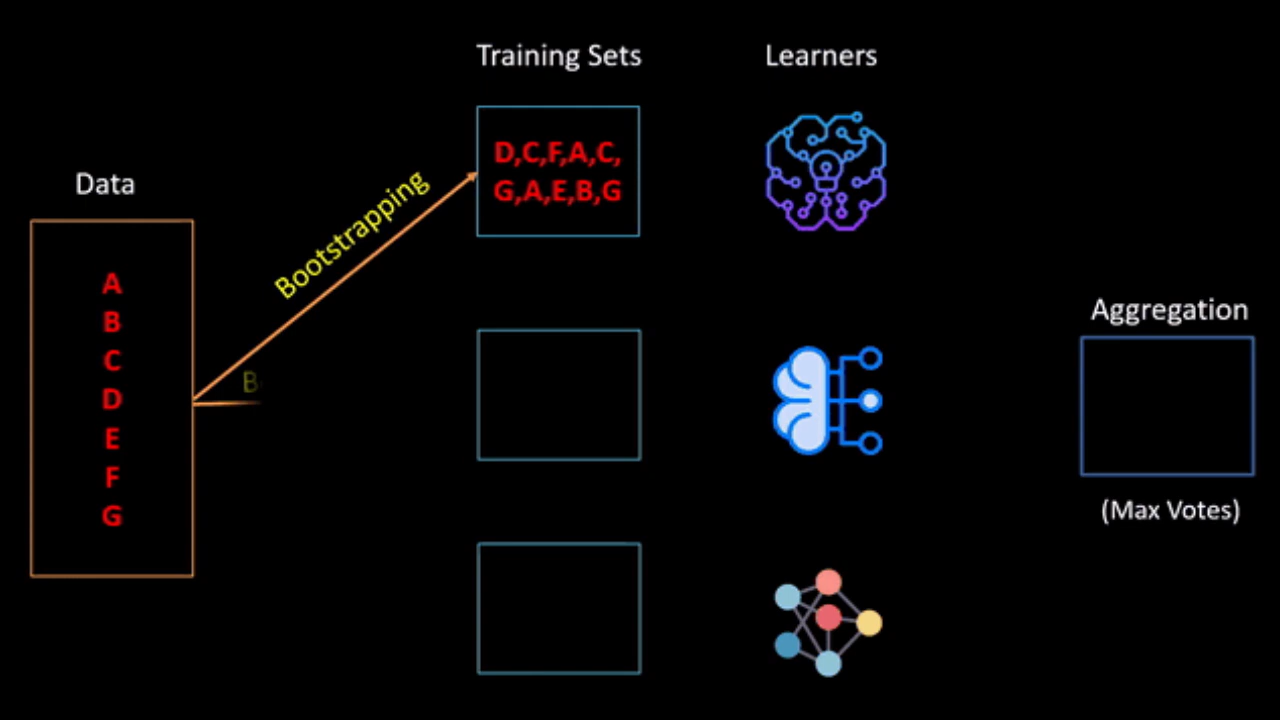 Training Sets
Learners
D,C,F,A,C,
G,A,E,B,G
Data
Bootstrapping
A
B
C
D
E
F
G
B
Aggregation
(Max Votes)